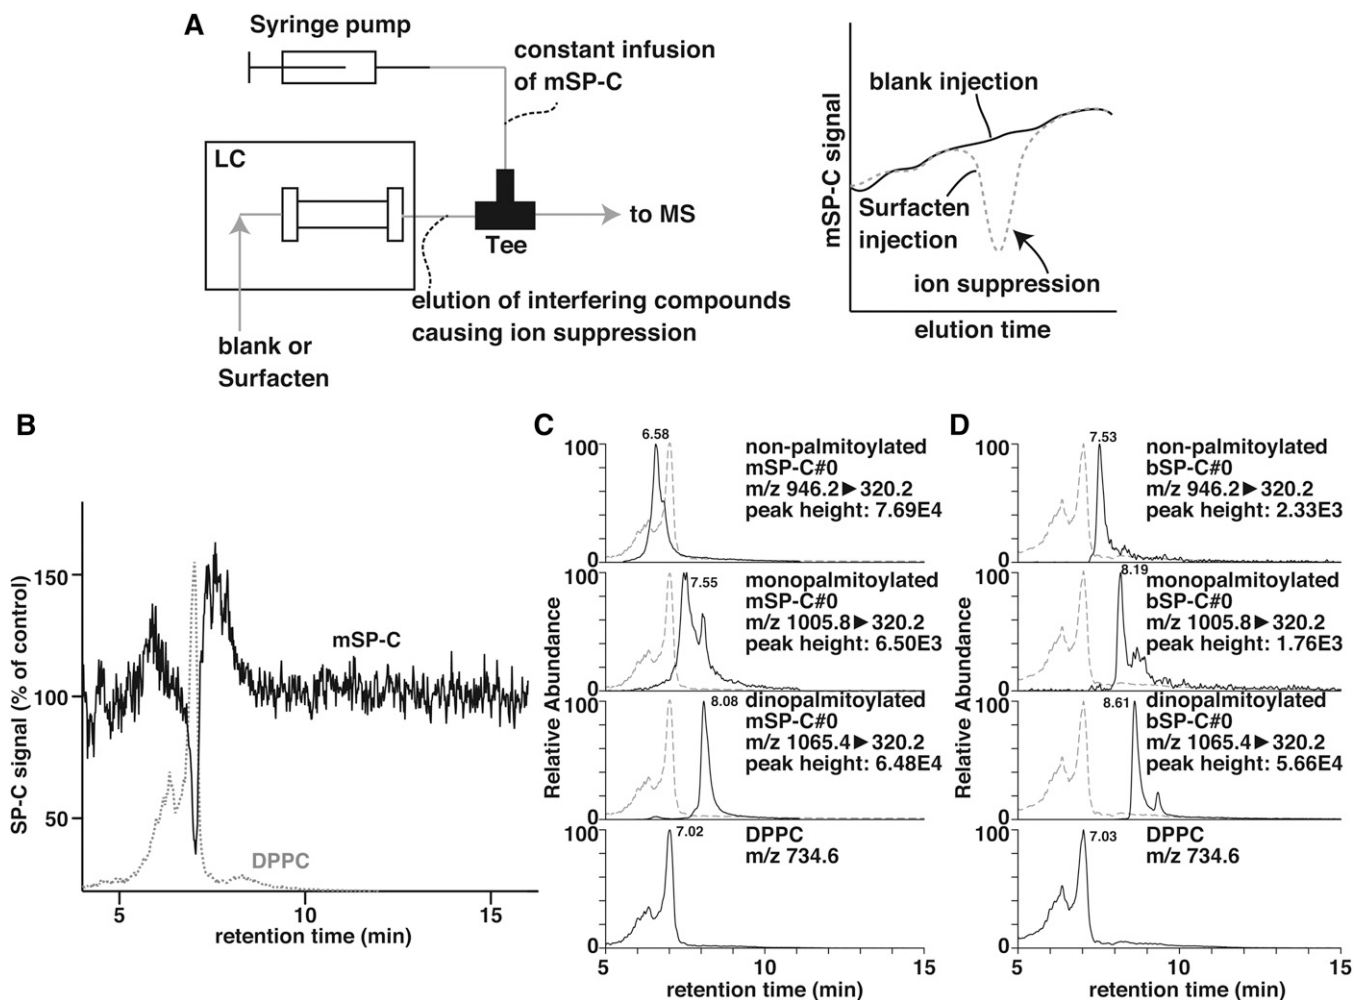 A
Syringe pump
constant infusion
of mSP-C
LC
to MS
Tee
elution of interfering compounds
causing ion suppression
blank or
Surfacten
mSP-C signal
blank injection
Surfacten
injection
ion suppression
elution time
B
SP-C signal (% of control)
150
100
50
mSP-C
DPPC
5
10
15
retention time (min)
C
Relative Abundance
100
0
6.58
non-palmitoylated
mSP-C#0
m/z 946.2►320.2
peak height: 7.69E4
100
0
7.55
monopalmitoylated
mSP-C#0
m/z 1005.8►320.2
peak height: 6.50E3
100
0
8.08
dinopalmitoylated
mSP-C#0
m/z 1065.4►320.2
peak height: 6.48E4
100
0
7.02
DPPC
m/z 734.6
5
10
15
retention time (min)
D
Relative Abundance
100
0
7.53
non-palmitoylated
bSP-C#0
m/z 946.2►320.2
peak height: 2.33E3
100
0
8.19
monopalmitoylated
bSP-C#0
m/z 1005.8►320.2
peak height: 1.76E3
100
0
8.61
dinopalmitoylated
bSP-C#0
m/z 1065.4►320.2
peak height: 5.66E4
100
0
7.03
DPPC
m/z 734.6
5
10
15
retention time (min)